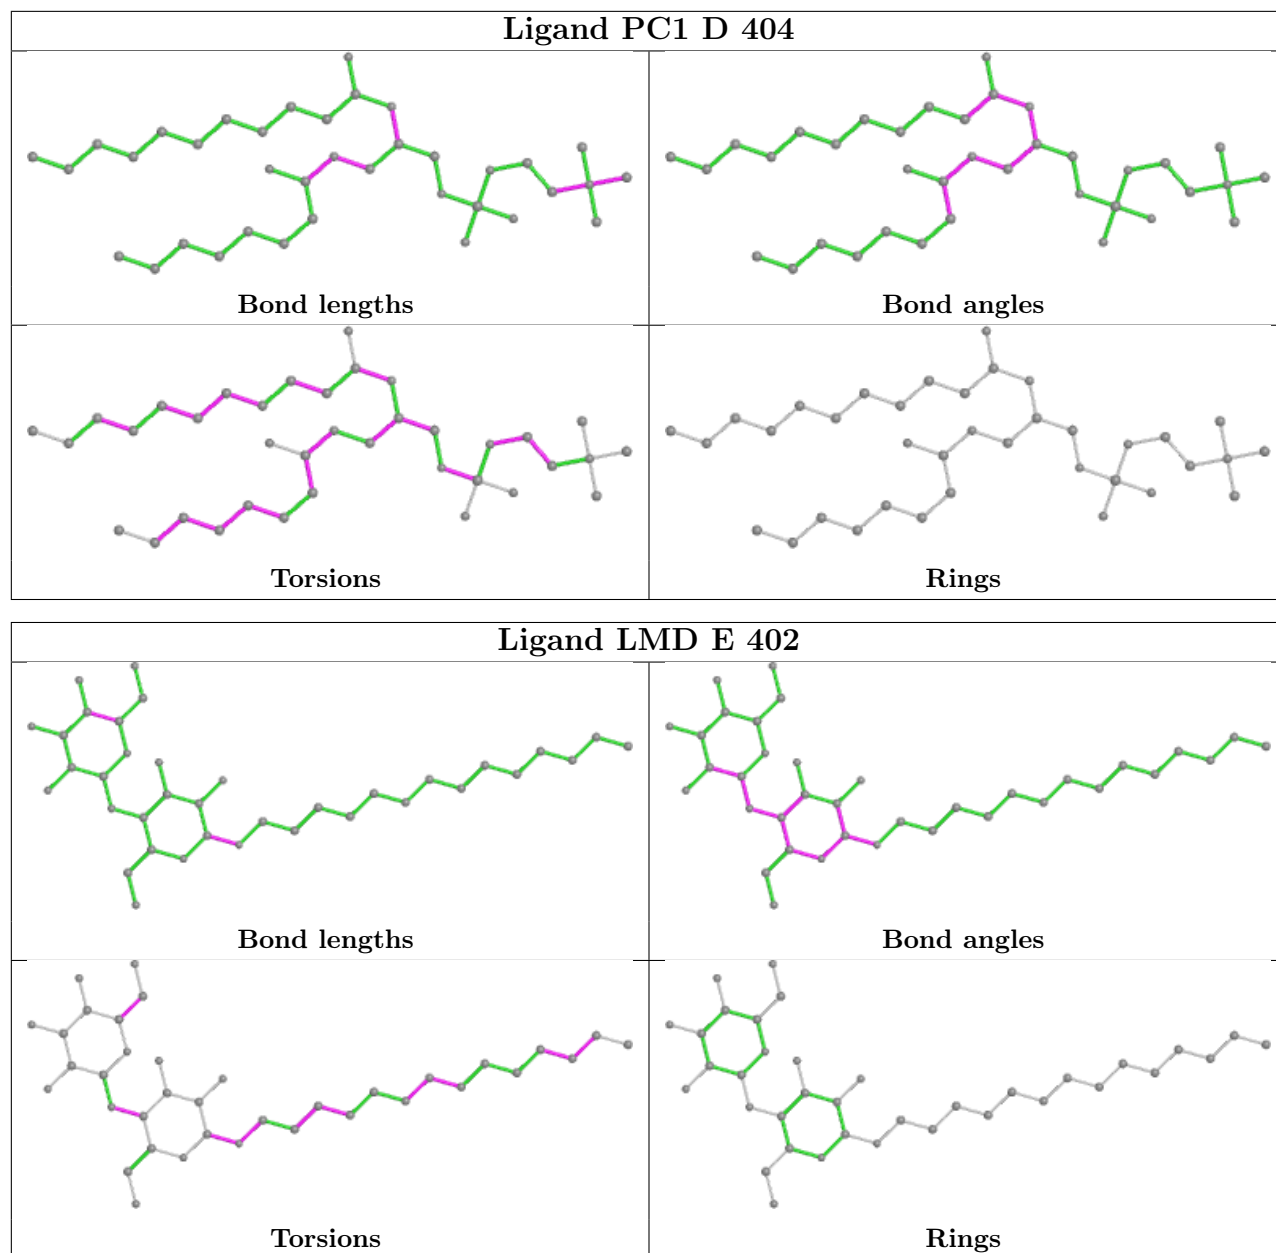 Ligand PC1 D 404
Bond lengths
Bond angles
Torsions
Rings
Ligand LMD E 402
Bond lengths
Bond angles
Torsions
Rings